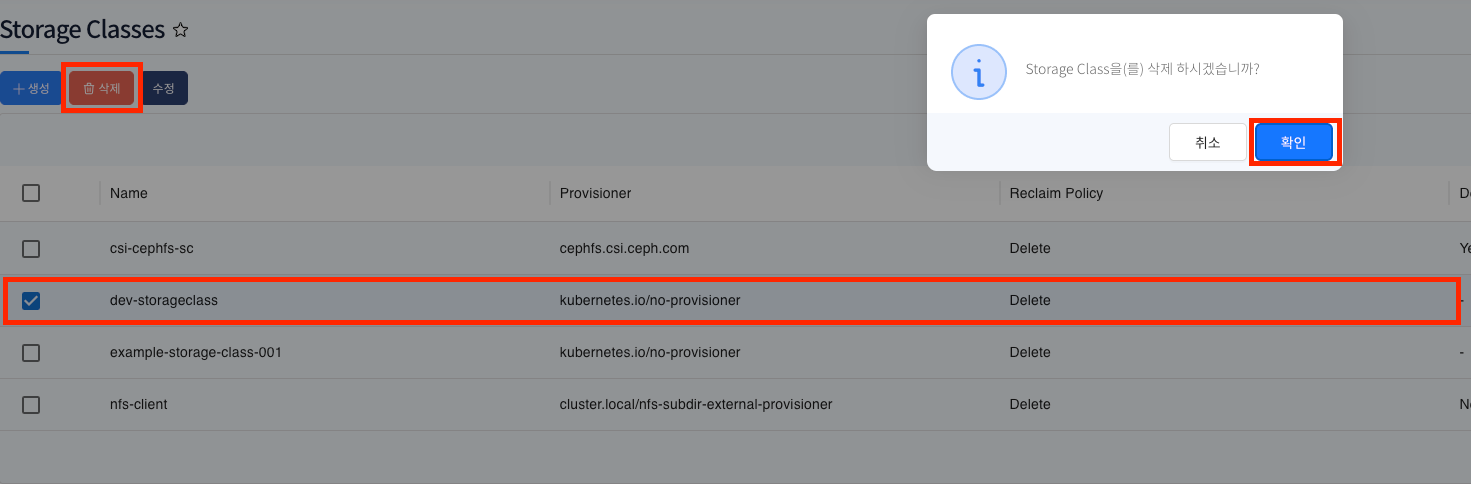 Storage Classes
생성 삭제 수정
Storage Class을(를) 삭제 하시겠습니까?
취소 확인
Name Provisioner Reclaim Policy
csi-cephfs-sc cephfs.csi.ceph.com Delete
dev-storageclass kubernetes.io/no-provisioner Delete -
example-storage-class-001 kubernetes.io/no-provisioner Delete -
nfs-client cluster.local/nfs-subdir-external-provisioner Delete